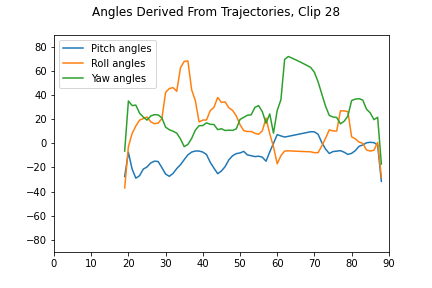 Angles Derived From Trajectories, Clip 28
Pitch angles
Roll angles
Yaw angles
80
60
40
20
0
−20
−40
−60
−80
0 10 20 30 40 50 60 70 80 90